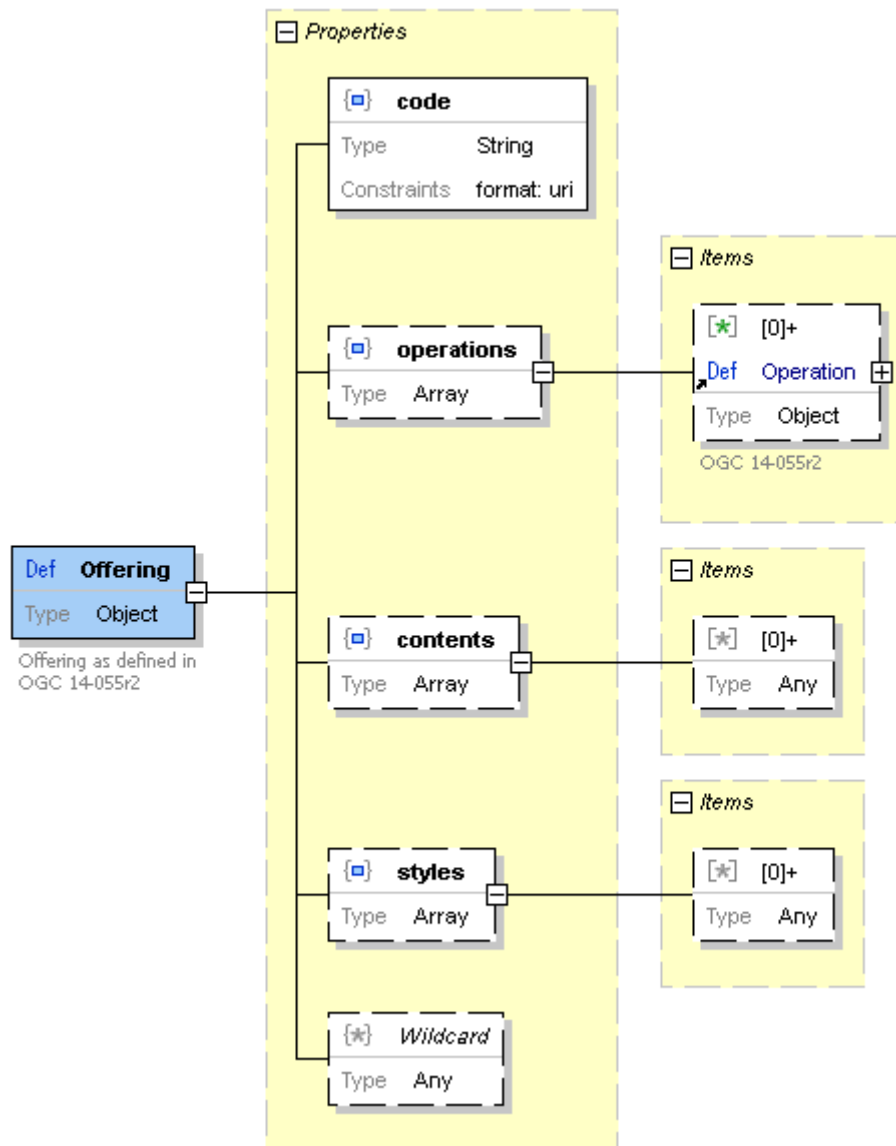 Properties
code
Type String
Constraints format: uri
Items
[*] [0]+
operations
Def Operation
Type Array
Type Object
OGC 14-055r2
Def Offering
Type Object
Offering as defined in
OGC 14-055r2
Items
contents
[*] [0]+
Type Array
Type Any
Items
styles
[*] [0]+
Type Array
Type Any
{*} Wildcard
Type Any